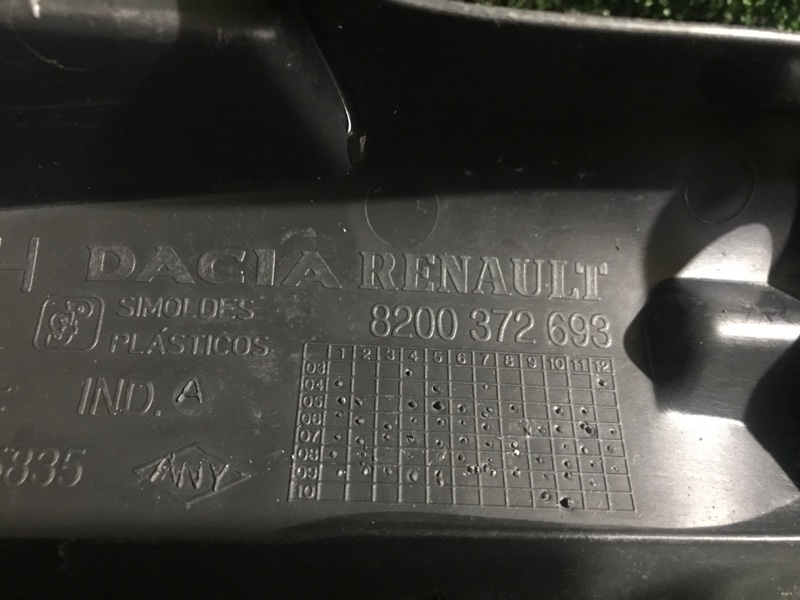 H DACIA RENAULT
SIMOLDES
PLÁSTICOS
8200 372 693
IND. A
5835
ANY
1 2 3 4 5 6 7 8 9 10 11 12
03
04
05
06
07
08
09
10